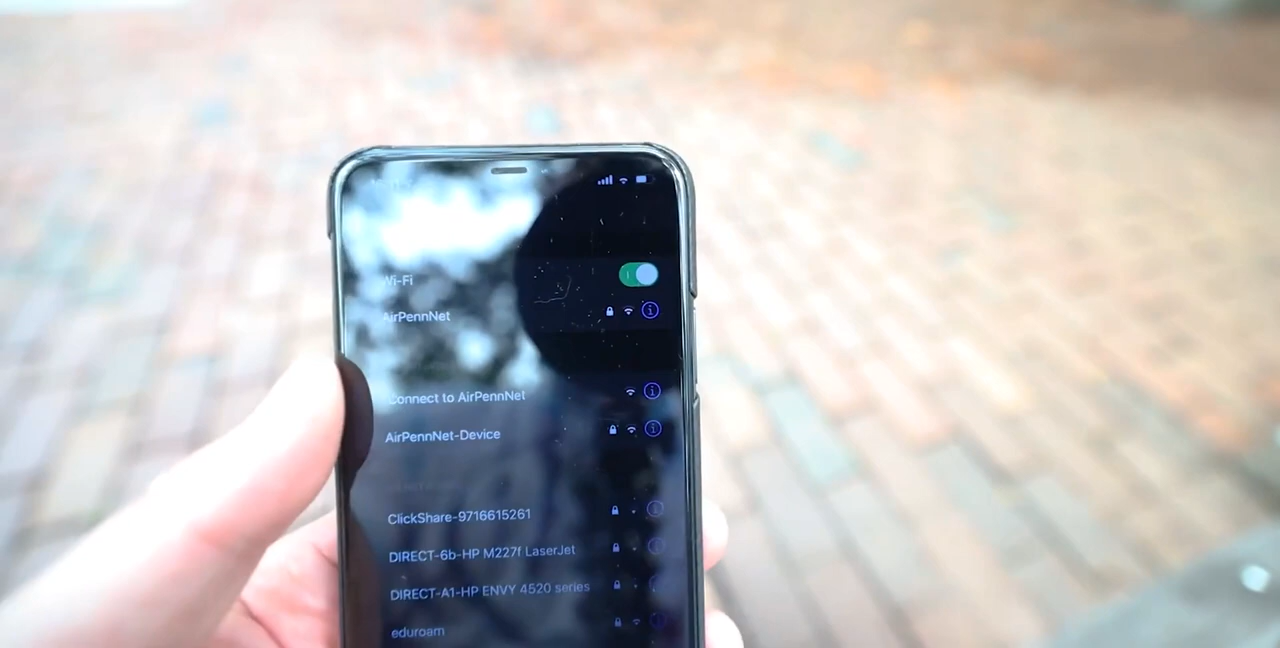 Wi-Fi
AirPennNet
Connect to AirPennNet
AirPennNet-Device
ClickShare-9716615261
DIRECT-6b-HP M227f LaserJet
DIRECT-A1-HP ENVY 4520 series
eduroam